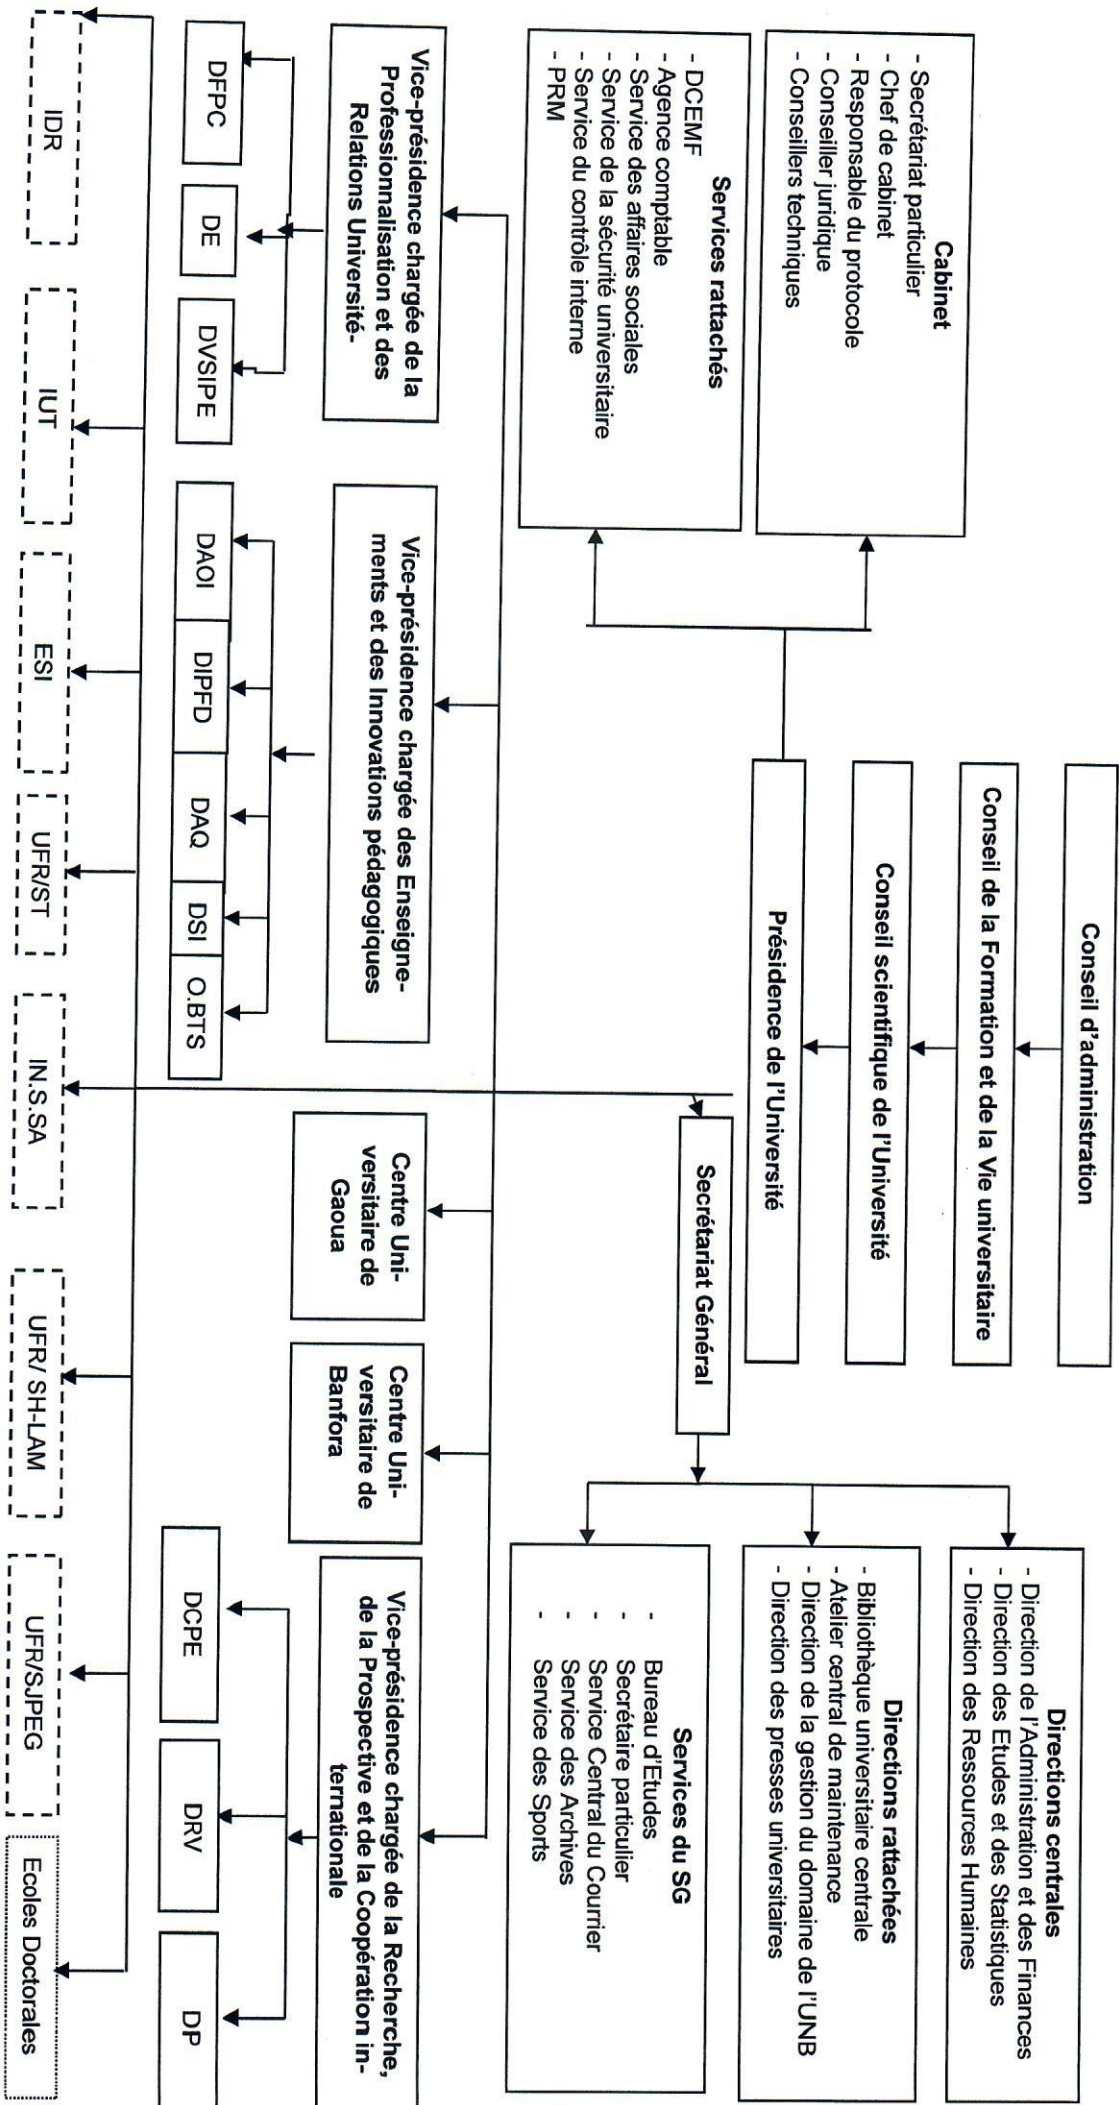 Conseil d'administration
Conseil de la Formation et de la Vie universitaire
Conseil scientifique de l'Université
Présidence de l'Université
Cabinet
- Secrétariat particulier
- Chef de cabinet
- Responsable du protocole
- Conseiller juridique
- Conseillers techniques
Services rattachés
- DCEMF
- Agence comptable
- Service des affaires sociales
- Service de la sécurité universitaire
- Service du contrôle interne
- PRM
Secrétariat Général
Directions centrales
- Direction de l'Administration et des Finances
- Direction des Etudes et des Statistiques
- Direction des Ressources Humaines
Directions rattachées
- Bibliothèque universitaire centrale
- Atelier central de maintenance
- Direction de la gestion du domaine de l'UNB
- Direction des presses universitaires
Services du SG
- Bureau d'Etudes
- Secrétaire particulier
- Service Central du Courrier
- Service des Archives
- Service des Sports
Vice-présidence chargée de la
Professionnalisation et des
Relations Université-
Vice-présidence chargée des Enseigne-
ments et des Innovations pédagogiques
Centre Uni-
versitaire de
Gaoua
Centre Uni-
versitaire de
Banfora
Vice-présidence chargée de la Recherche,
de la Prospective et de la Coopération in-
ternationale
DFPC
DE
DVSIPE
DAOI
DIPFD
DAQ
DSI
O.BTS
DCPE
DRV
DP
IDR
IUT
ESI
UFR/ST
IN.S.SA
UFR/ SH-LAM
UFR/SJPEG
Ecoles Doctorales